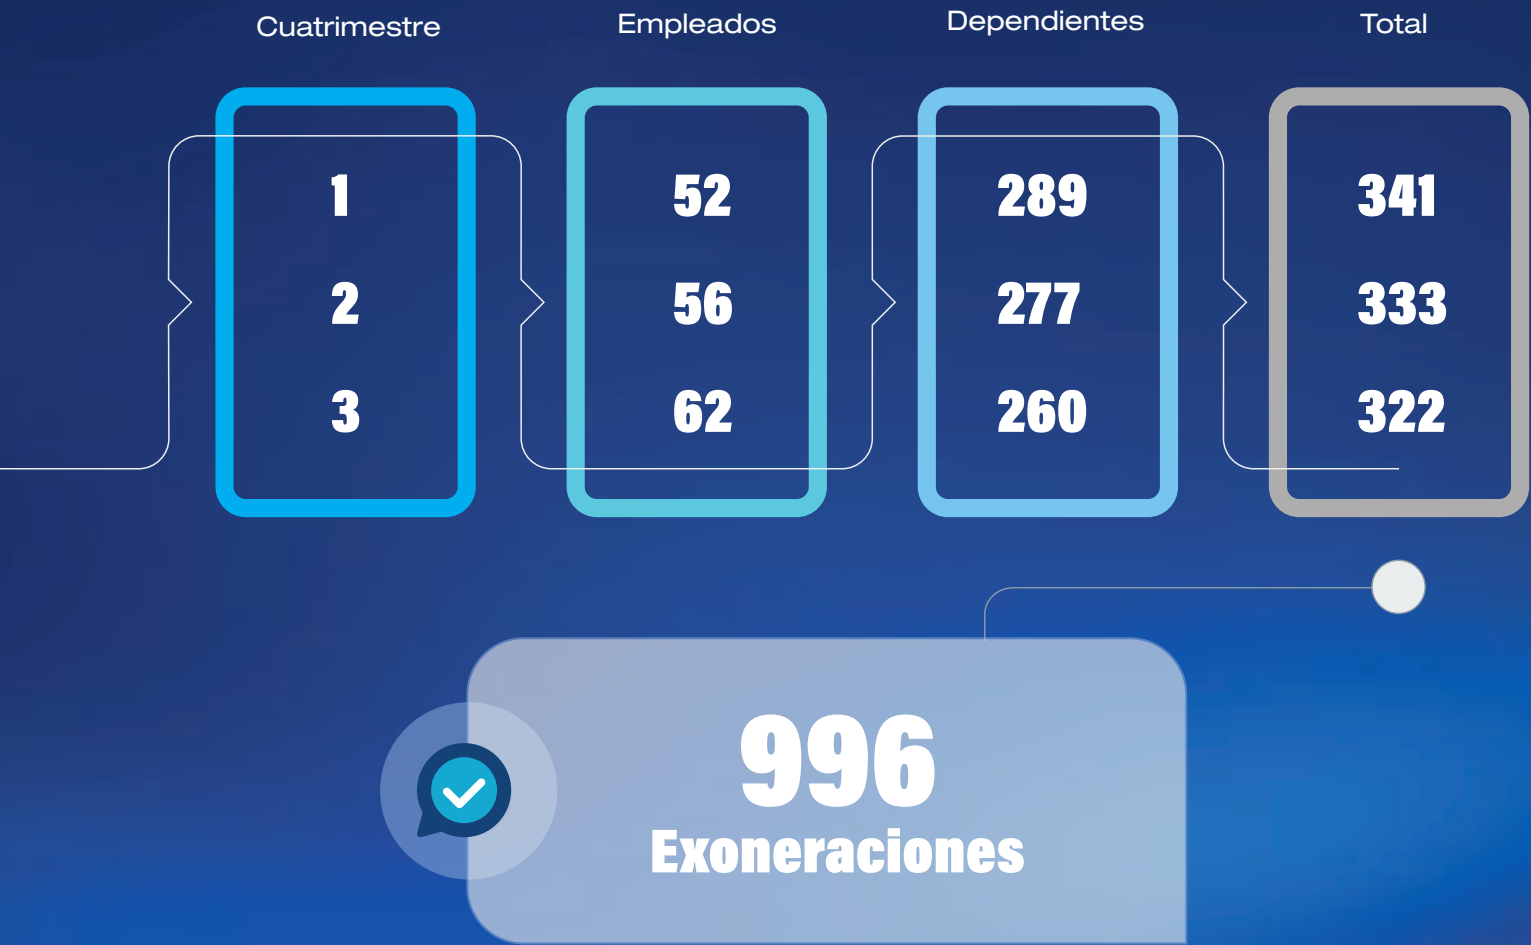 Cuatrimestre Empleados Dependientes Total
1 52 289 341
2 56 277 333
3 62 260 322
996
Exoneraciones